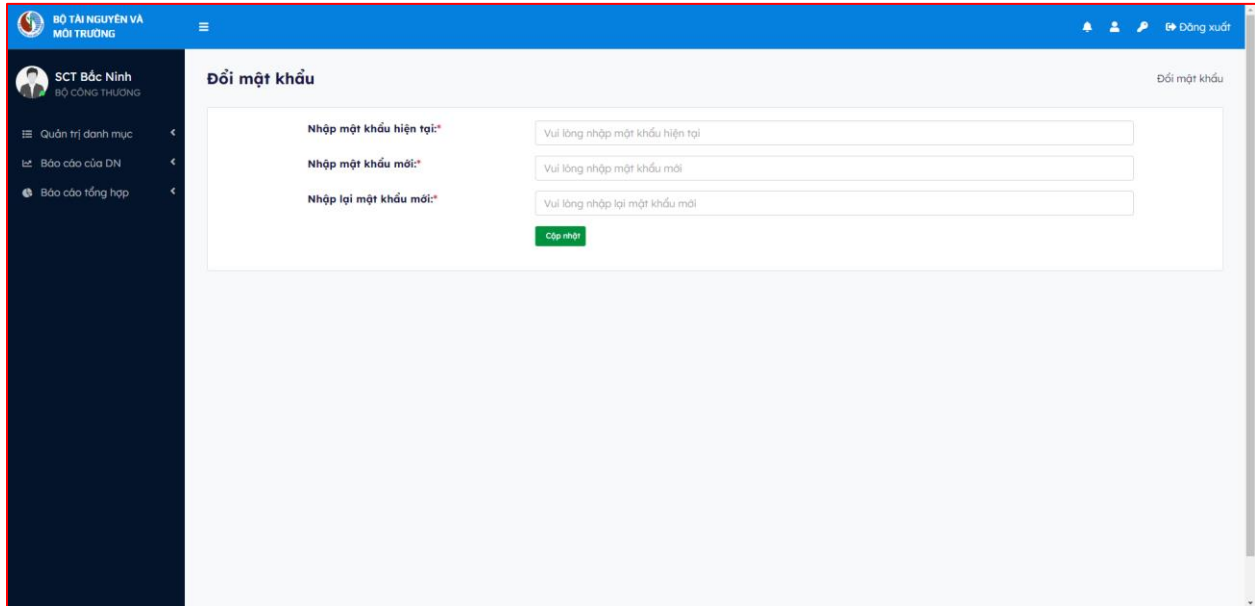 BỘ TÀI NGUYÊN VÀ
MÔI TRƯỜNG
Đăng xuất
SCT Bắc Ninh
BỘ CÔNG THƯƠNG
Quản trị danh mục
Báo cáo của DN
Báo cáo tổng hợp
Đổi mật khẩu
Đổi mật khẩu
Nhập mật khẩu hiện tại:*
Vui lòng nhập mật khẩu hiện tại
Nhập mật khẩu mới:*
Vui lòng nhập mật khẩu mới
Nhập lại mật khẩu mới:*
Vui lòng nhập lại mật khẩu mới
Cập nhật